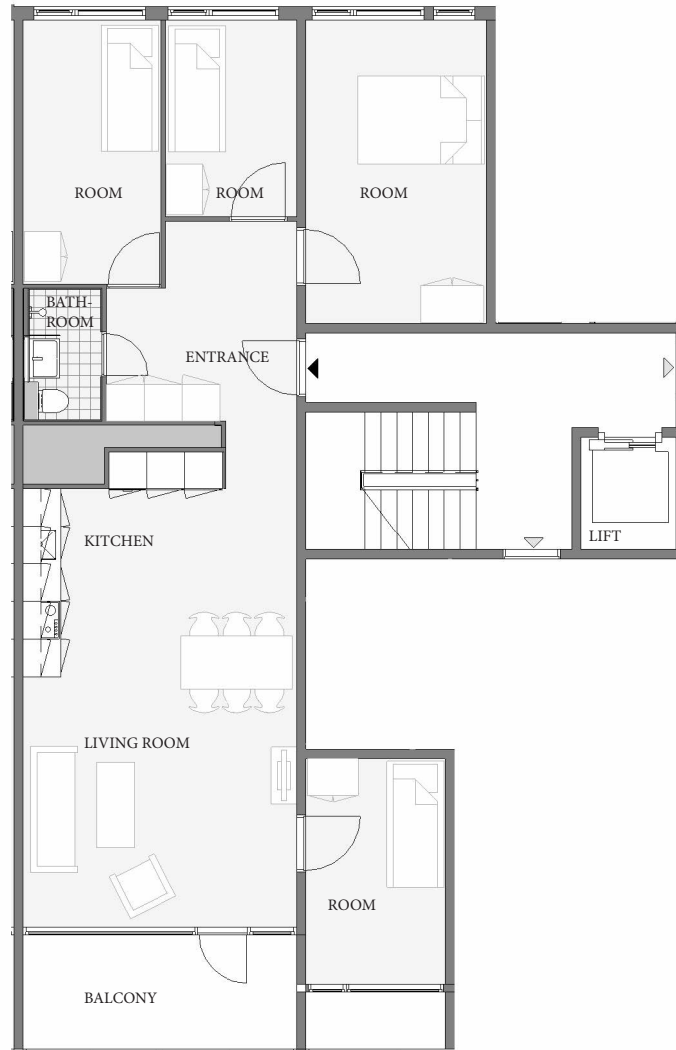 ROOM
ROOM
ROOM
BATH-
ROOM
ENTRANCE
KITCHEN
LIFT
LIVING ROOM
ROOM
BALCONY